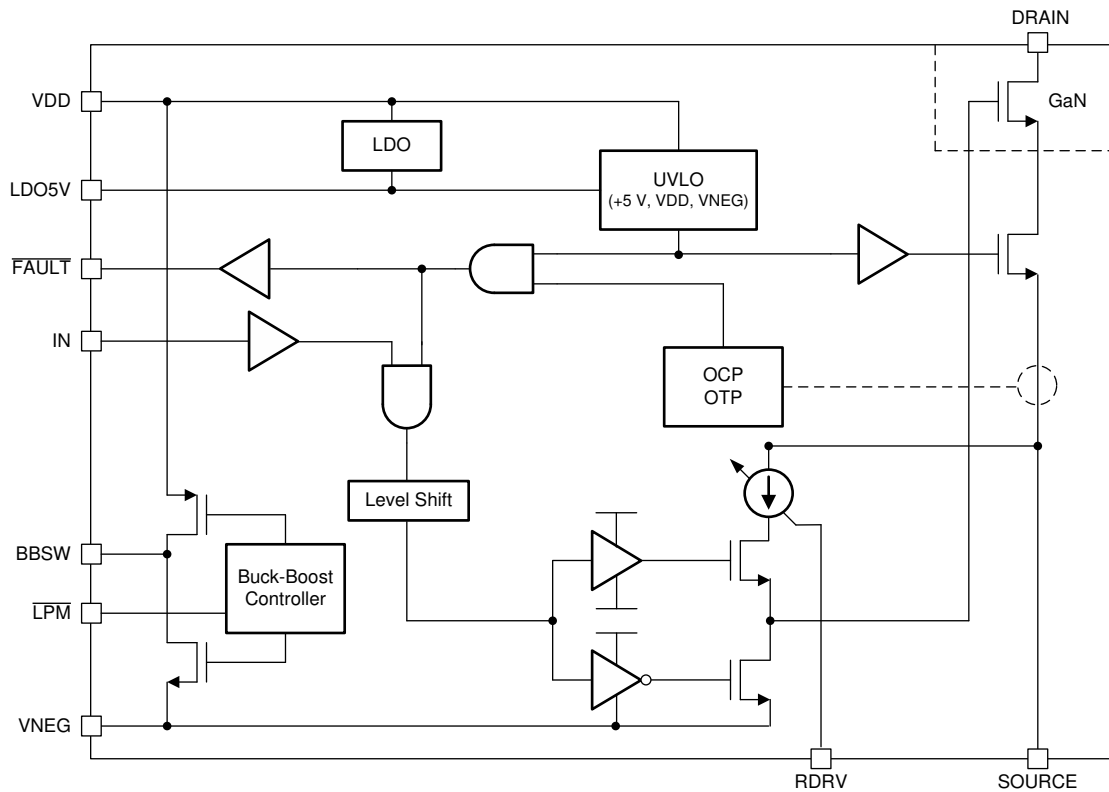 DRAIN
VDD
GaN
LDO
UVLO
(+5 V, VDD, VNEG)
LDO5V
FAULT
IN
OCP
OTP
Level Shift
BBSW
Buck-Boost
Controller
LPM
VNEG
RDRV
SOURCE